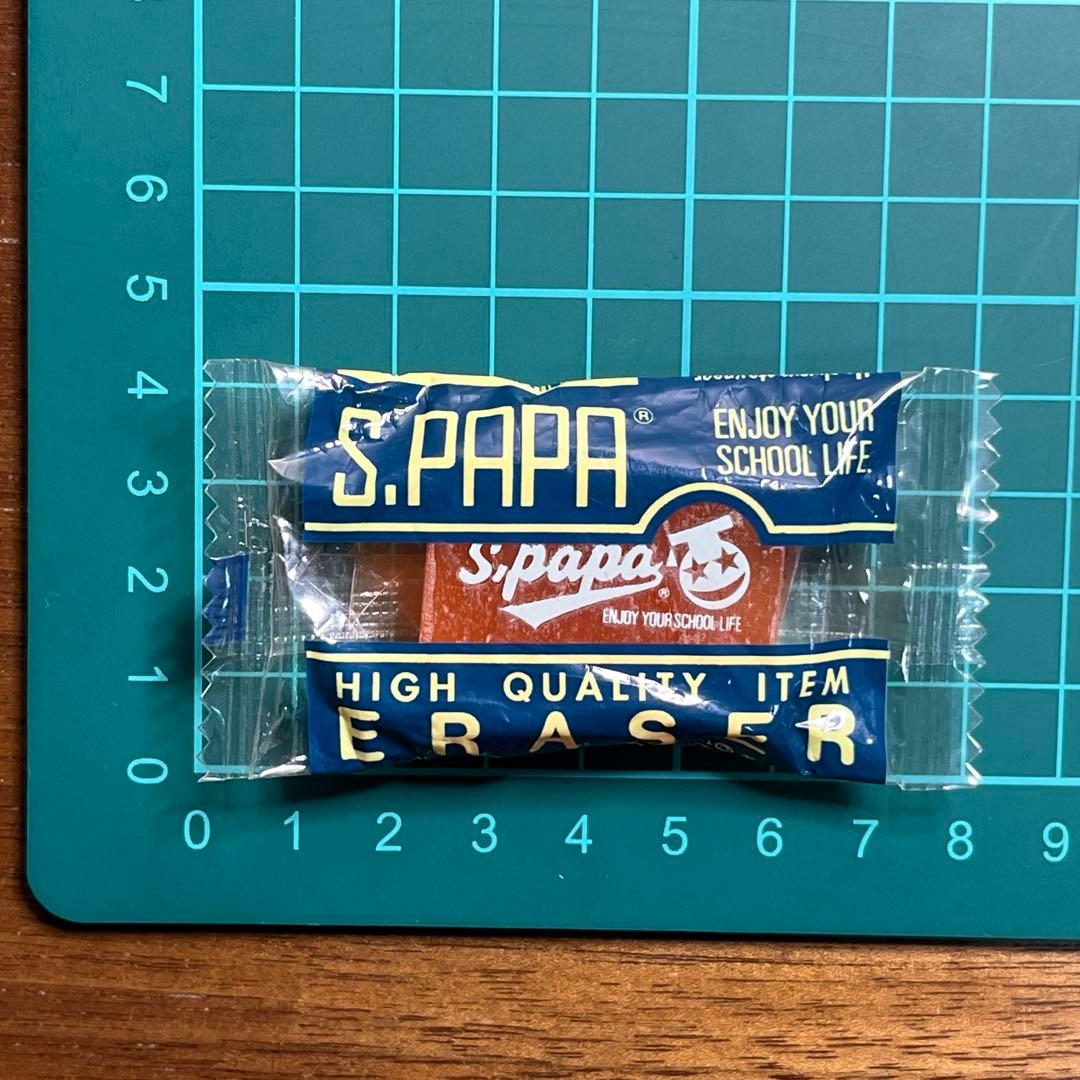 7
6
5
4
3
2
1
0
S.PAPA®
ENJOY YOUR
SCHOOL LIFE.
S.papa®
ENJOY YOUR SCHOOL LIFE
HIGH QUALITY ITEM
ERASER
0 1 2 3 4 5 6 7 8 9